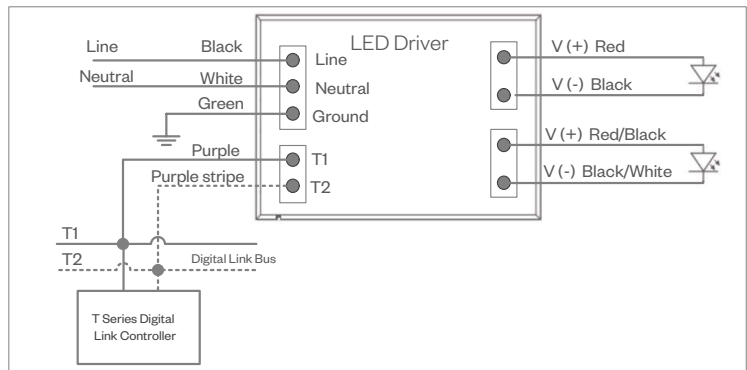 LED Driver
Line Black Line
Neutral White Neutral
Green Ground
Purple T1
Purple stripe T2
V (+) Red
V (-) Black
V (+) Red/Black
V (-) Black/White
T1
T2 Digital Link Bus
T Series Digital
Link Controller